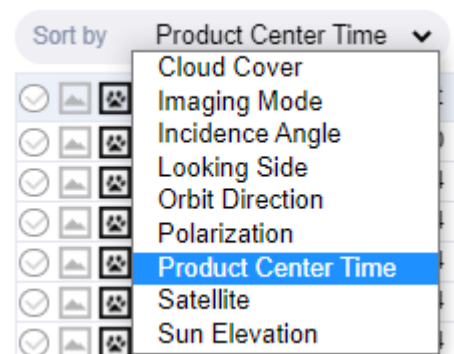 Sort by Product Center Time
Cloud Cover
Imaging Mode
Incidence Angle
Looking Side
Orbit Direction
Polarization
Product Center Time
Satellite
Sun Elevation